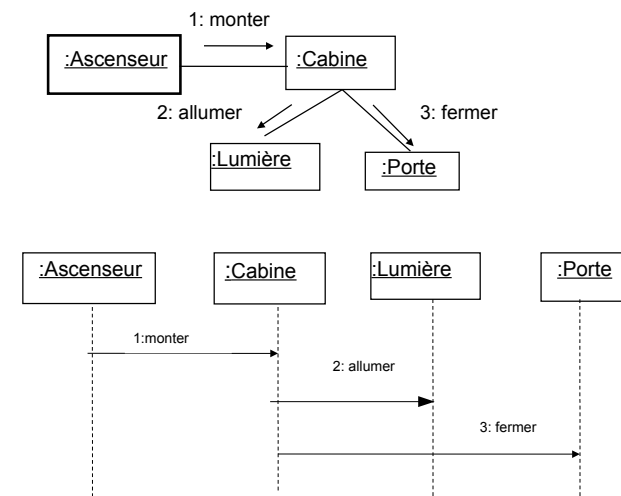 1: monter
:Ascenseur
:Cabine
2: allumer
3: fermer
:Lumière
:Porte
:Ascenseur
:Cabine
:Lumière
:Porte
1:monter
2: allumer
3: fermer